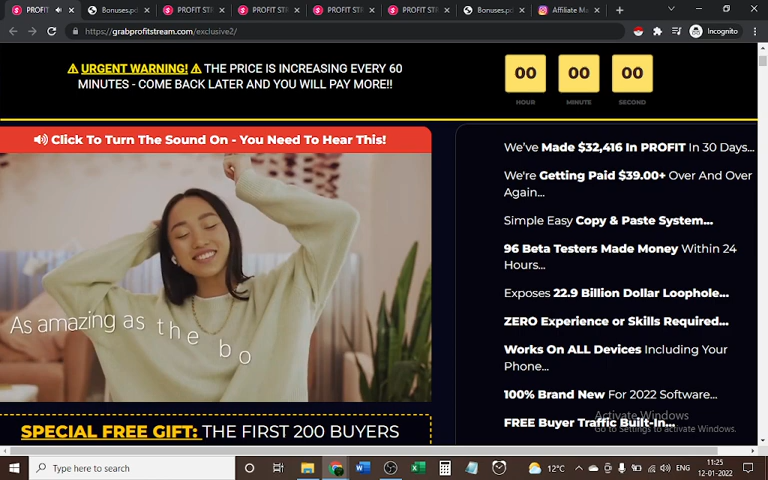 PROFIT
Bonuses.pd
PROFIT STR
PROFIT STR
PROFIT STR
PROFIT STR
Bonuses.pd
Affiliate Ma
https://grabprofitstream.com/exclusive2/
Incognito
URGENT WARNING! THE PRICE IS INCREASING EVERY 60
MINUTES - COME BACK LATER AND YOU WILL PAY MORE!!
00 00 00
HOUR MINUTE SECOND
Click To Turn The Sound On - You Need To Hear This!
As amazing as the bo
SPECIAL FREE GIFT: THE FIRST 200 BUYERS
We've Made $32,416 In PROFIT In 30 Days...
We're Getting Paid $39.00+ Over And Over
Again...
Simple Easy Copy & Paste System...
96 Beta Testers Made Money Within 24
Hours...
Exposes 22.9 Billion Dollar Loophole...
ZERO Experience or Skills Required...
Works On ALL Devices Including Your
Phone...
100% Brand New For 2022 Software...
FREE Buyer Traffic Built-In...
Activate Windows
Go to Settings to activate Windows.
Type here to search
12°C
ENG
11:25
12-01-2022